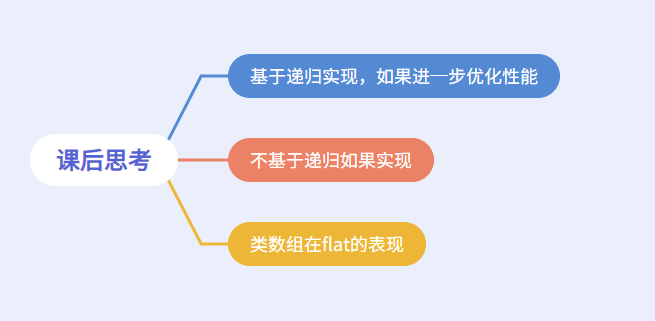 课后思考
基于递归实现，如果进一步优化性能
不基于递归如果实现
类数组在flat的表现